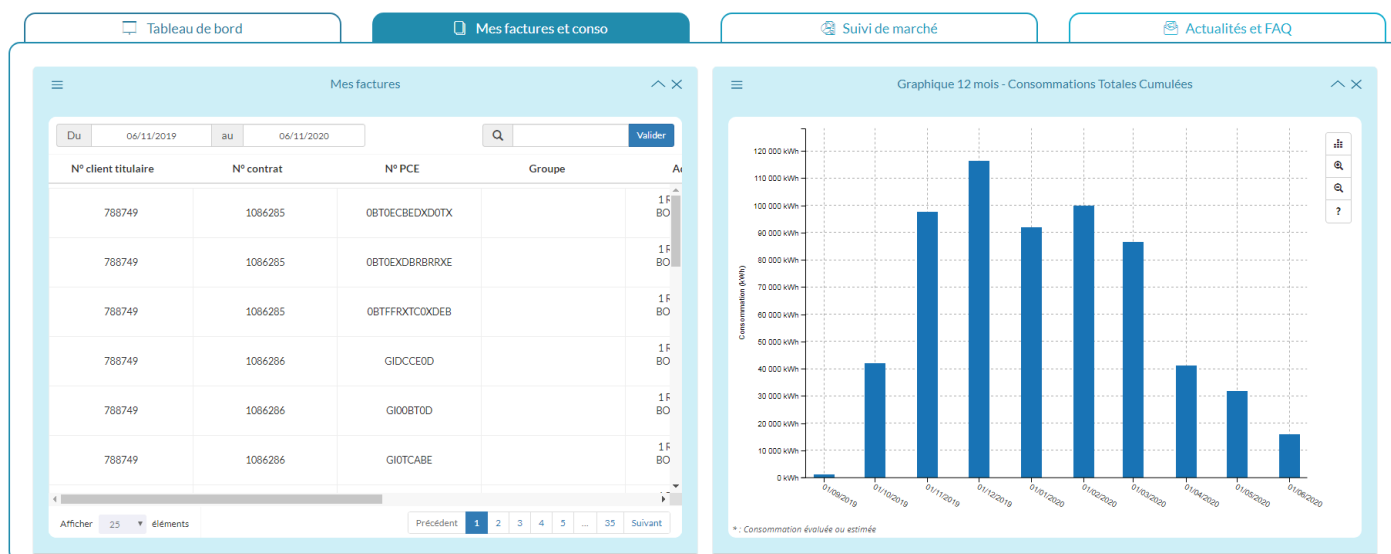 Tableau de bord
Mes factures et conso
Suivi de marché
Actualités et FAQ
Mes factures
Du 06/11/2019 au 06/11/2020 Valider
Nº client titulaire Nº contrat Nº PCE Groupe
788749 1086285 0BT0ECBEDXD0TX
788749 1086285 0BT0EXDBRBRRXE
788749 1086285 0BTFFRXTC0XDEB
788749 1086286 GIDCCE0D
788749 1086286 GI00BT0D
788749 1086286 GI0TCABE
Afficher 25 éléments
Précédent 1 2 3 4 5 ... 35 Suivant
Graphique 12 mois - Consommations Totales Cumulées
Consommation (kWh)
120 000 kWh
110 000 kWh
100 000 kWh
90 000 kWh
80 000 kWh
70 000 kWh
60 000 kWh
50 000 kWh
40 000 kWh
30 000 kWh
20 000 kWh
10 000 kWh
0 kWh
01/09/2019 01/10/2019 01/11/2019 01/12/2019 01/01/2020 01/02/2020 01/03/2020 01/04/2020 01/05/2020 01/06/2020
?
* : Consommation évaluée ou estimée